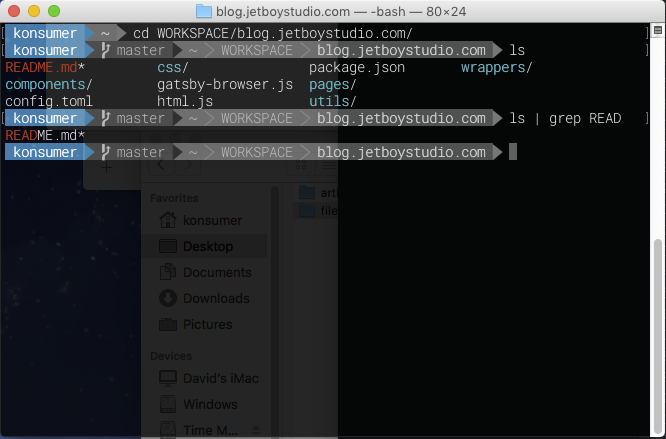 blog.jetboystudio.com — -bash — 80×24
konsumer ~ cd WORKSPACE/blog.jetboystudio.com/
konsumer master ~ WORKSPACE blog.jetboystudio.com ls
README.md* css/ package.json wrappers/
components/ gatsby-browser.js pages/
config.toml html.js utils/
konsumer master ~ WORKSPACE blog.jetboystudio.com ls | grep READ
README.md*
konsumer master ~ WORKSPACE blog.jetboystudio.com
Favorites
arti
konsumer
file
Desktop
Documents
Downloads
Pictures
Devices
David's iMac
Windows
Time M...